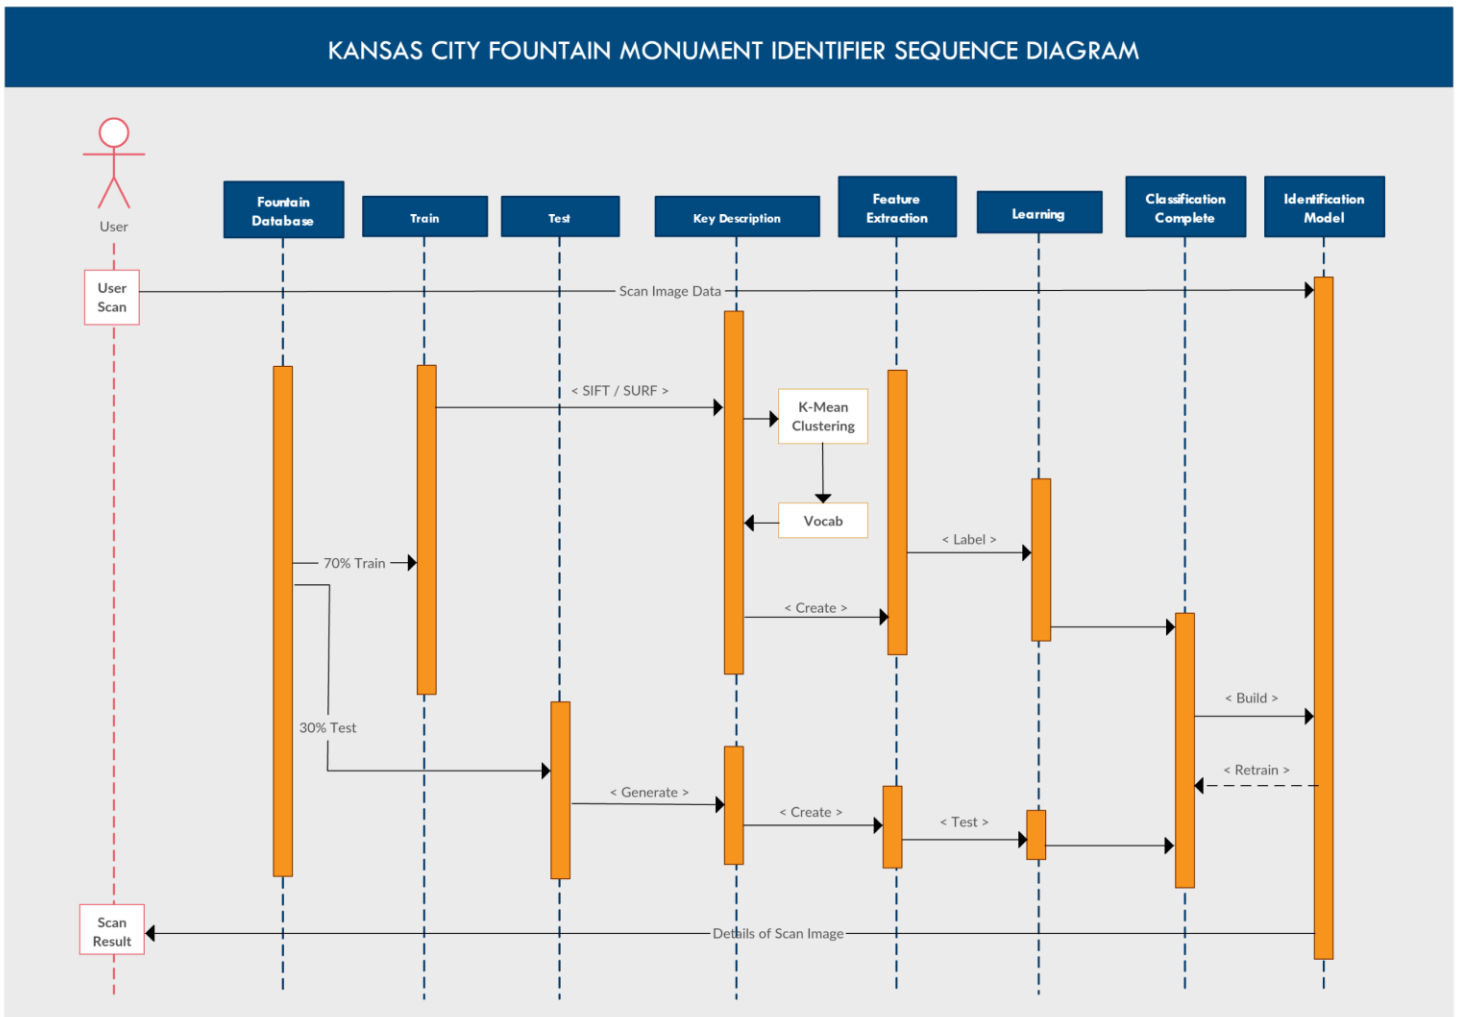 KANSAS CITY FOUNTAIN MONUMENT IDENTIFIER SEQUENCE DIAGRAM
User
Fountain
Database
Train
Test
Key Description
Feature
Extraction
Learning
Classification
Complete
Identification
Model
User
Scan
Scan Image Data
< SIFT / SURF >
K-Mean
Clustering
Vocab
< Label >
70% Train
< Create >
< Build >
30% Test
< Retrain >
< Generate >
< Create >
< Test >
Scan
Result
Details of Scan Image